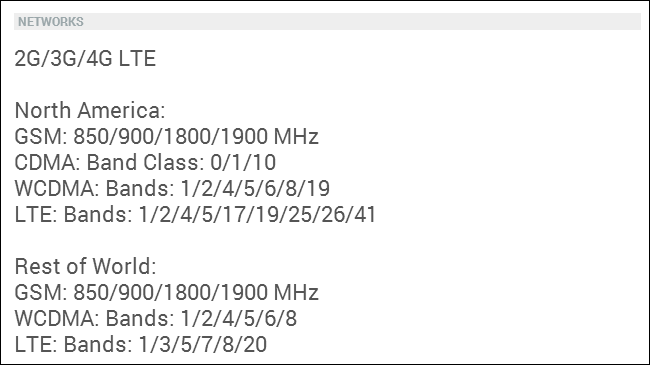 NETWORKS
2G/3G/4G LTE
North America:
GSM: 850/900/1800/1900 MHz
CDMA: Band Class: 0/1/10
WCDMA: Bands: 1/2/4/5/6/8/19
LTE: Bands: 1/2/4/5/17/19/25/26/41
Rest of World:
GSM: 850/900/1800/1900 MHz
WCDMA: Bands: 1/2/4/5/6/8
LTE: Bands: 1/3/5/7/8/20